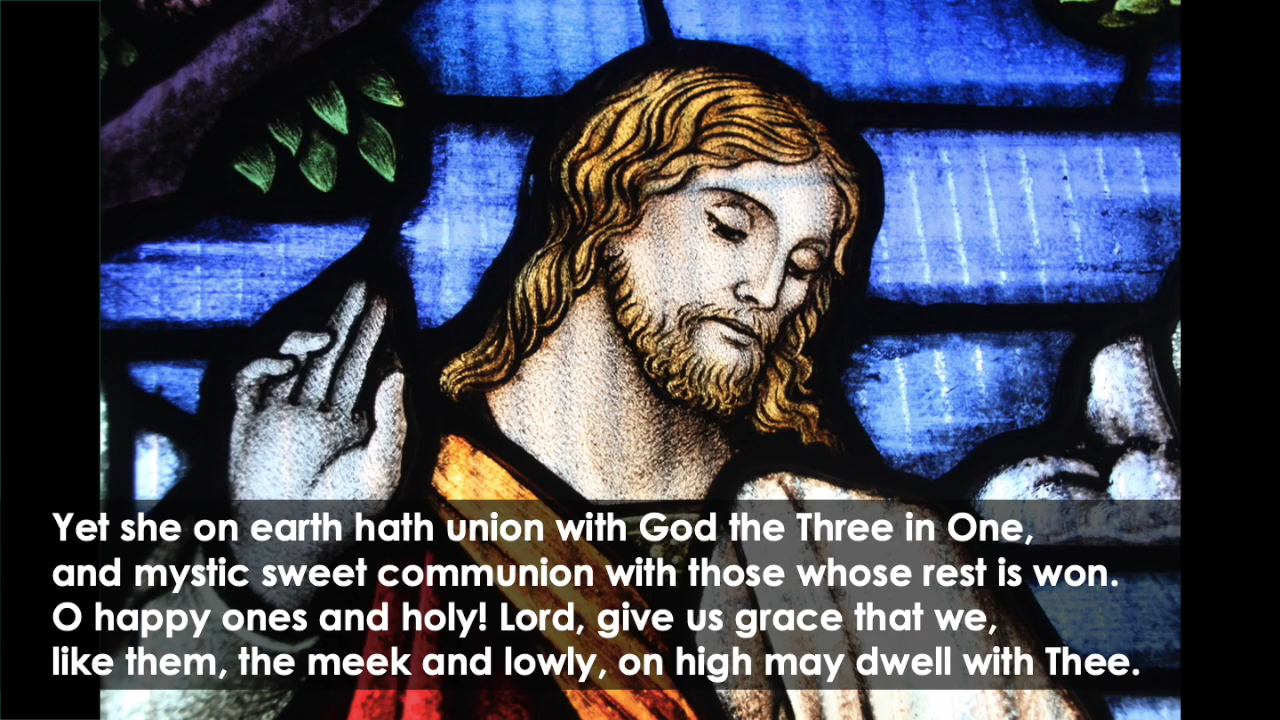 Yet she on earth hath union with God the Three in One,
and mystic sweet communion with those whose rest is won.
O happy ones and holy! Lord, give us grace that we,
like them, the meek and lowly, on high may dwell with Thee.